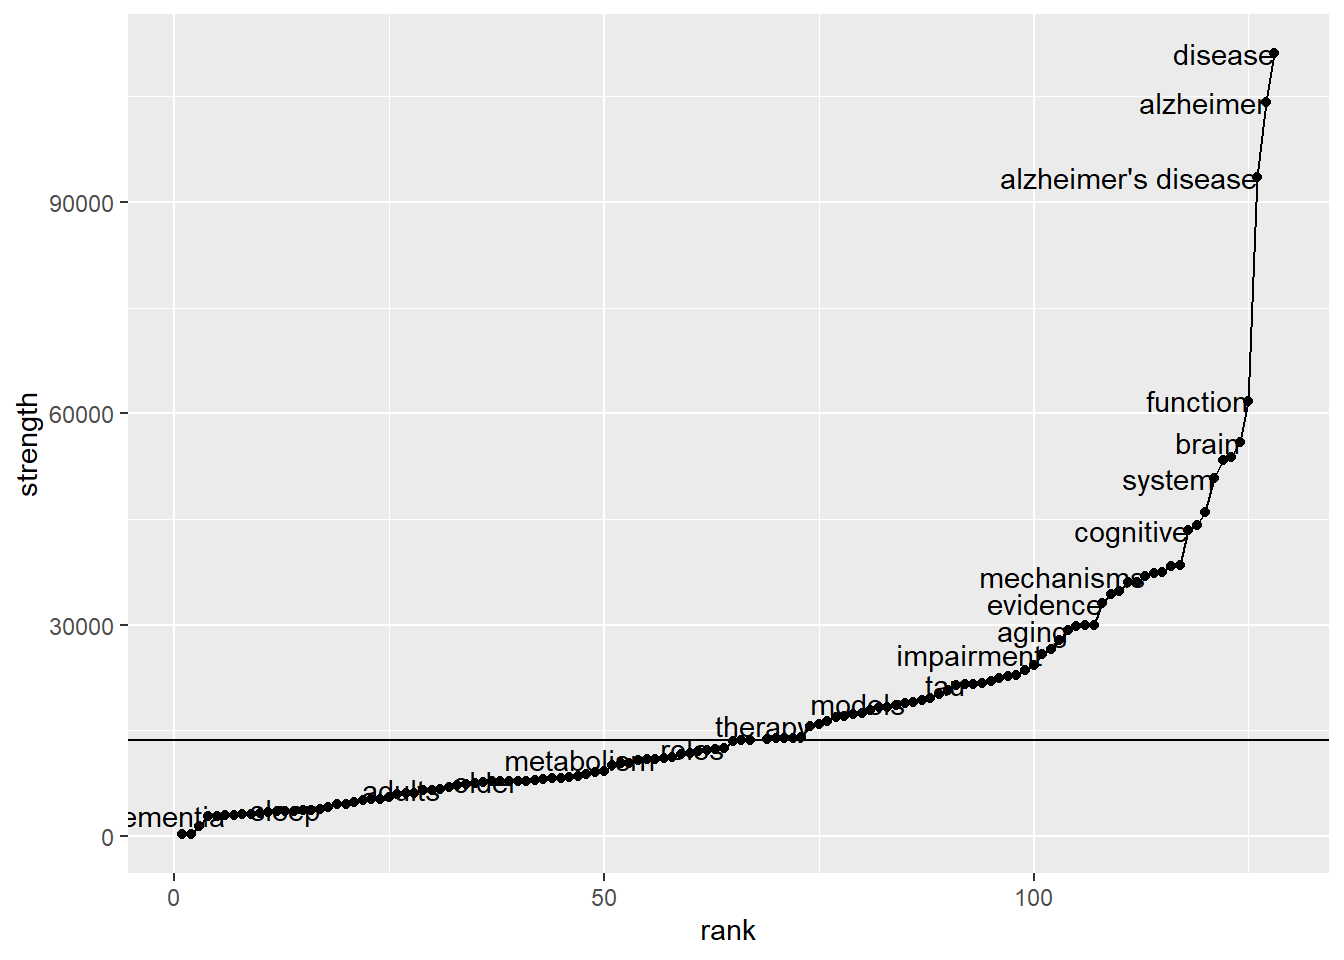 disease
alzheimer
alzheimer's disease
90000
function
60000
brain
system
strength
cognitive
mechanisms
evidence
30000
aging
impairment
tau
models
therapy
roles
metabolism
older
adults
sleep
ementia
0
0 50 100
rank